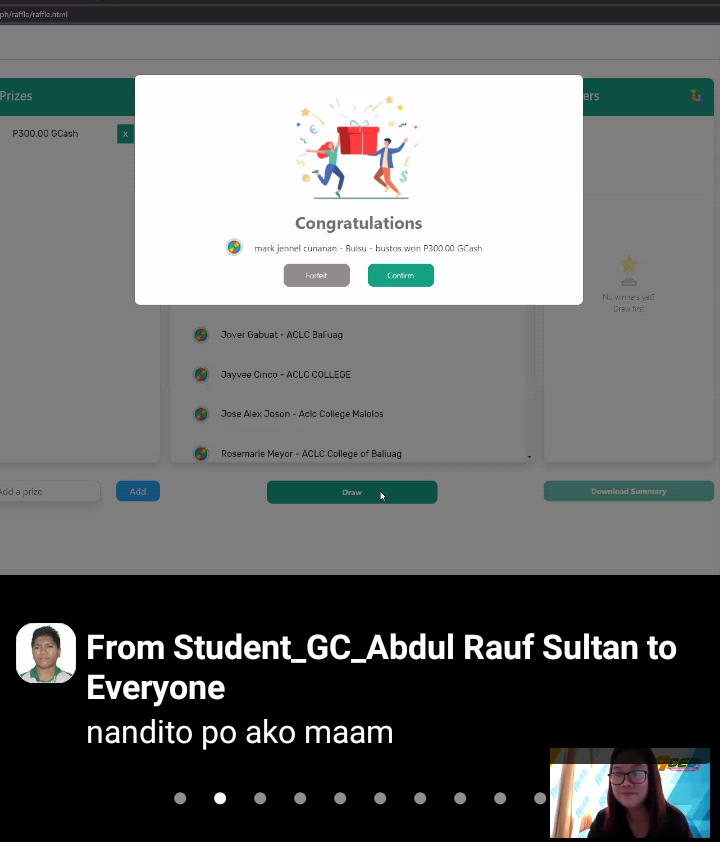 ph/raffle/raffle.html
Prizes
ers
P300.00 GCash
x
Congratulations
mark jennel cunanan - Bulsu - bustos won P300.00 GCash
Forfeit
Confirm
No winners yet?
Draw first.
Jover Gabuat - ACLC Baliuag
Jayvee Cinco - ACLC COLLEGE
Jose Alex Joson - Aclc College Malolos
Rosemarie Meyor - ACLC College of Baliuag
Add a prize
Add
Draw
Download Summary
From Student_GC_Abdul Rauf Sultan to
Everyone
nandito po ako maam